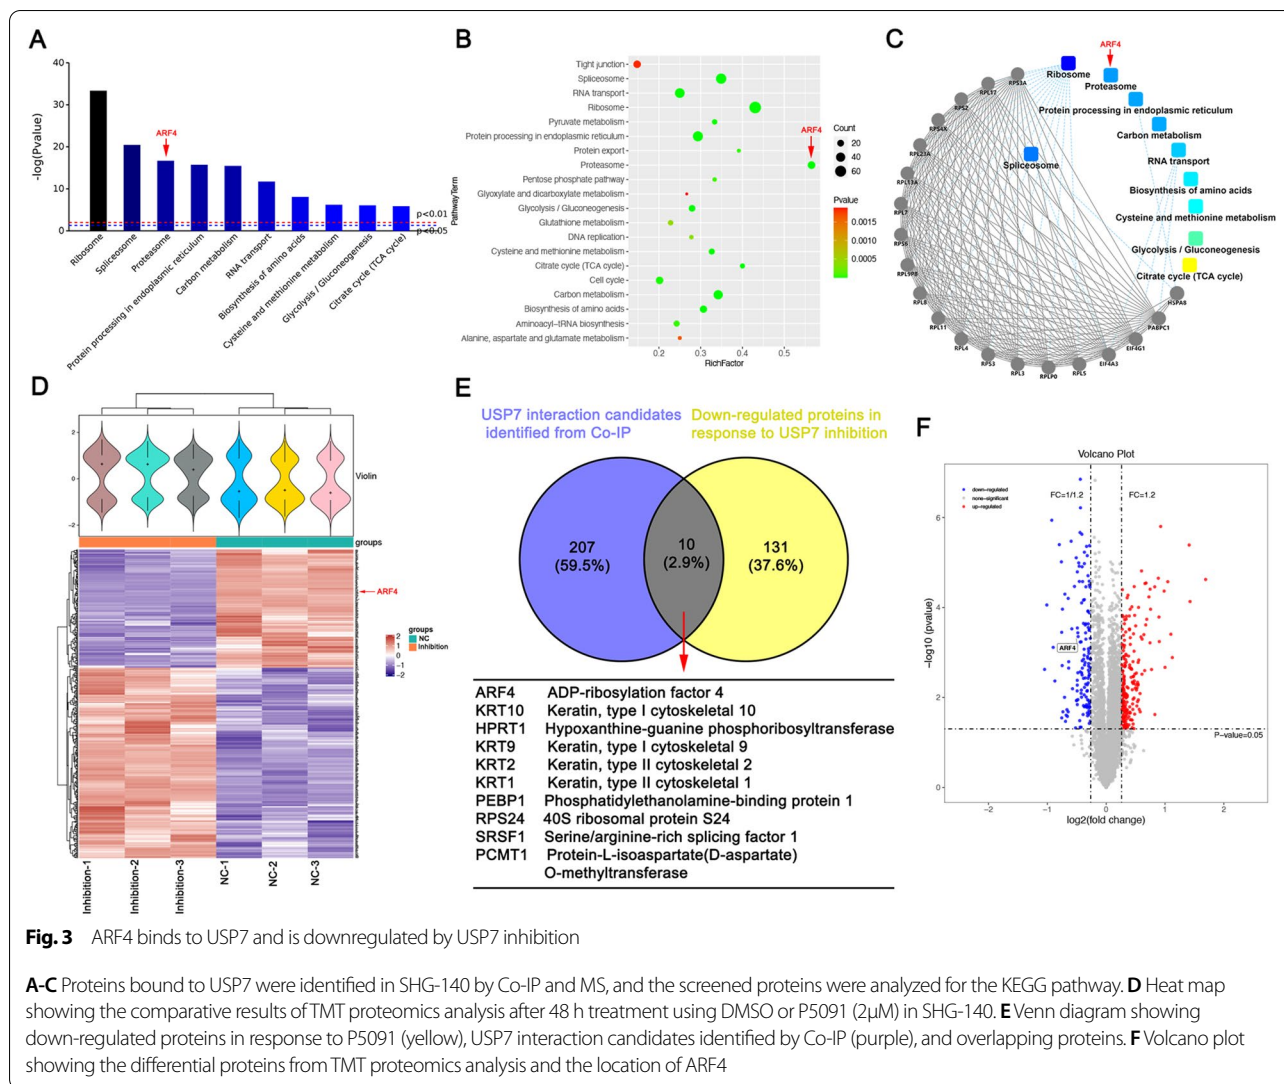 A
-log(Pvalue)
40
30
20
10
0
ARF4
p<0.01
p<0.05
Ribosome
Spliceosome
Proteasome
Protein processing in endoplasmic reticulum
Carbon metabolism
RNA transport
Biosynthesis of amino acids
Cysteine and methionine metabolism
Glycolysis / Gluconeogenesis
Citrate cycle (TCA cycle)
B
PathwayTerm
Tight junction
Spliceosome
RNA transport
Ribosome
Pyruvate metabolism
Protein processing in endoplasmic reticulum
Protein export
Proteasome
Pentose phosphate pathway
Glyoxylate and dicarboxylate metabolism
Glycolysis / Gluconeogenesis
Glutathione metabolism
DNA replication
Cysteine and methionine metabolism
Citrate cycle (TCA cycle)
Cell cycle
Carbon metabolism
Biosynthesis of amino acids
Aminoacyl−tRNA biosynthesis
Alanine, aspartate and glutamate metabolism
0.2 0.3 0.4 0.5
RichFactor
ARF4
Count
20
40
60
Pvalue
0.0015
0.0010
0.0005
C
ARF4
Ribosome
Proteasome
Protein processing in endoplasmic reticulum
Carbon metabolism
RNA transport
Spliceosome
Biosynthesis of amino acids
Cysteine and methionine metabolism
Glycolysis / Gluconeogenesis
Citrate cycle (TCA cycle)
RPS3A
RPL17
RPS2
RPS4X
RPL23A
RPL13A
RPL7
RPS6
RPL9P8
RPL8
RPL11
RPL4
RPS3
RPL3
RPLP0
RPL5
EIF4A3
EIF4G1
PABPC1
HSPA8
D
2
0
−2
Violin
groups
ARF4
groups
NC
Inhibition
2
1
0
−1
−2
Inhibition-1
Inhibition-2
Inhibition-3
NC-1
NC-2
NC-3
E
USP7 interaction candidates
identified from Co-IP
Down-regulated proteins in
response to USP7 inhibition
207
(59.5%)
10
(2.9%)
131
(37.6%)
ARF4 ADP-ribosylation factor 4
KRT10 Keratin, type I cytoskeletal 10
HPRT1 Hypoxanthine-guanine phosphoribosyltransferase
KRT9 Keratin, type I cytoskeletal 9
KRT2 Keratin, type II cytoskeletal 2
KRT1 Keratin, type II cytoskeletal 1
PEBP1 Phosphatidylethanolamine-binding protein 1
RPS24 40S ribosomal protein S24
SRSF1 Serine/arginine-rich splicing factor 1
PCMT1 Protein-L-isoaspartate(D-aspartate)
O-methyltransferase
F
Volcano Plot
down-regulated
none-significant
up-regulated
FC=1/1.2
FC=1.2
ARF4
P-value=0.05
−log10 (pvalue)
6
4
2
0
−2 −1 0 1 2
log2(fold change)
Fig. 3 ARF4 binds to USP7 and is downregulated by USP7 inhibition
A-C Proteins bound to USP7 were identified in SHG-140 by Co-IP and MS, and the screened proteins were analyzed for the KEGG pathway. D Heat map
showing the comparative results of TMT proteomics analysis after 48 h treatment using DMSO or P5091 (2μM) in SHG-140. E Venn diagram showing
down-regulated proteins in response to P5091 (yellow), USP7 interaction candidates identified by Co-IP (purple), and overlapping proteins. F Volcano plot
showing the differential proteins from TMT proteomics analysis and the location of ARF4